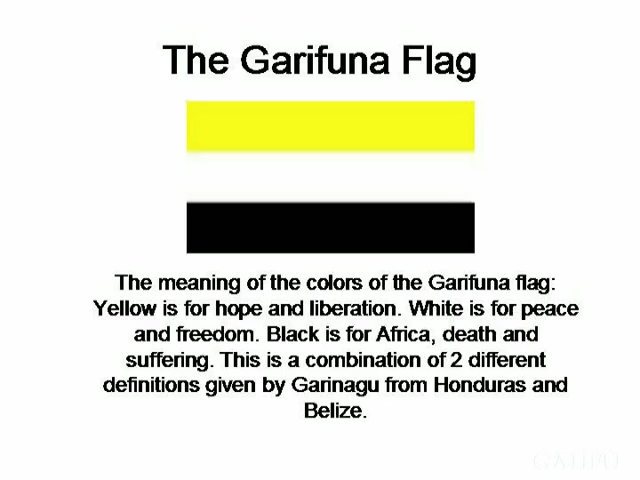 The Garifuna Flag
The meaning of the colors of the Garifuna flag:
Yellow is for hope and liberation. White is for peace
and freedom. Black is for Africa, death and
suffering. This is a combination of 2 different
definitions given by Garinagu from Honduras and
Belize.